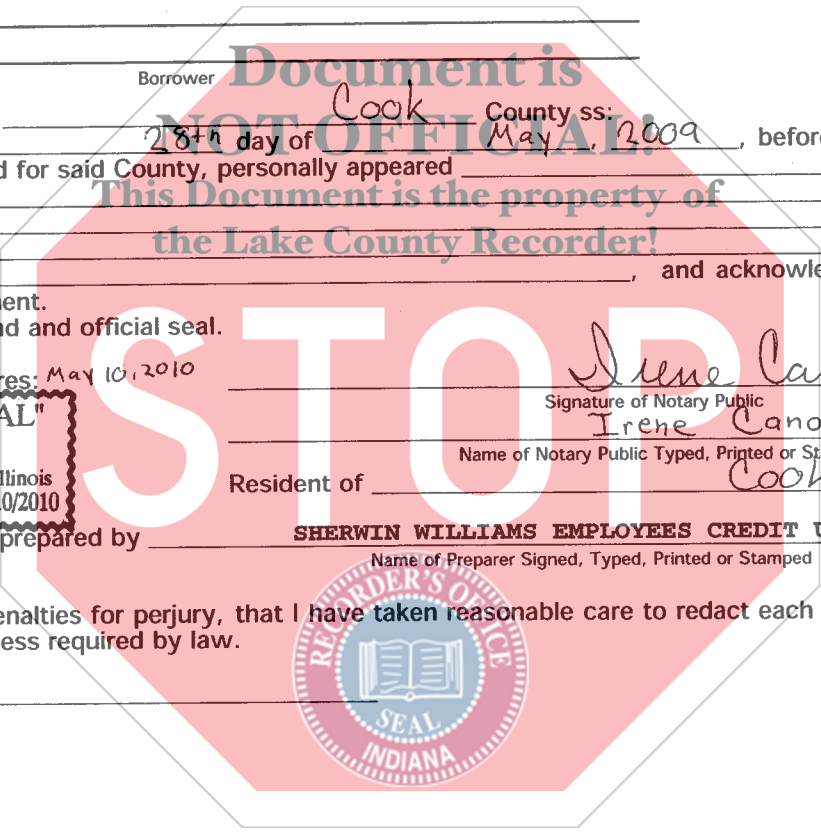 Document is
Borrower
Cook County ss:
NOT OFFICIAL!
28th day of May, 2009, before
d for said County, personally appeared
This Document is the property of
the Lake County Recorder!
, and acknowle
ent.
nd and official seal.
STOP
res: May 10, 2010
Irene Ca
AL"
Signature of Notary Public
Irene Cano
Name of Notary Public Typed, Printed or St
llinois
0/2010
Resident of Cook
prepared by SHERWIN WILLIAMS EMPLOYEES CREDIT U
Name of Preparer Signed, Typed, Printed or Stamped
RECORDER'S OFFICE
enalties for perjury, that I have taken reasonable care to redact each
ess required by law.
SEAL
INDIANA